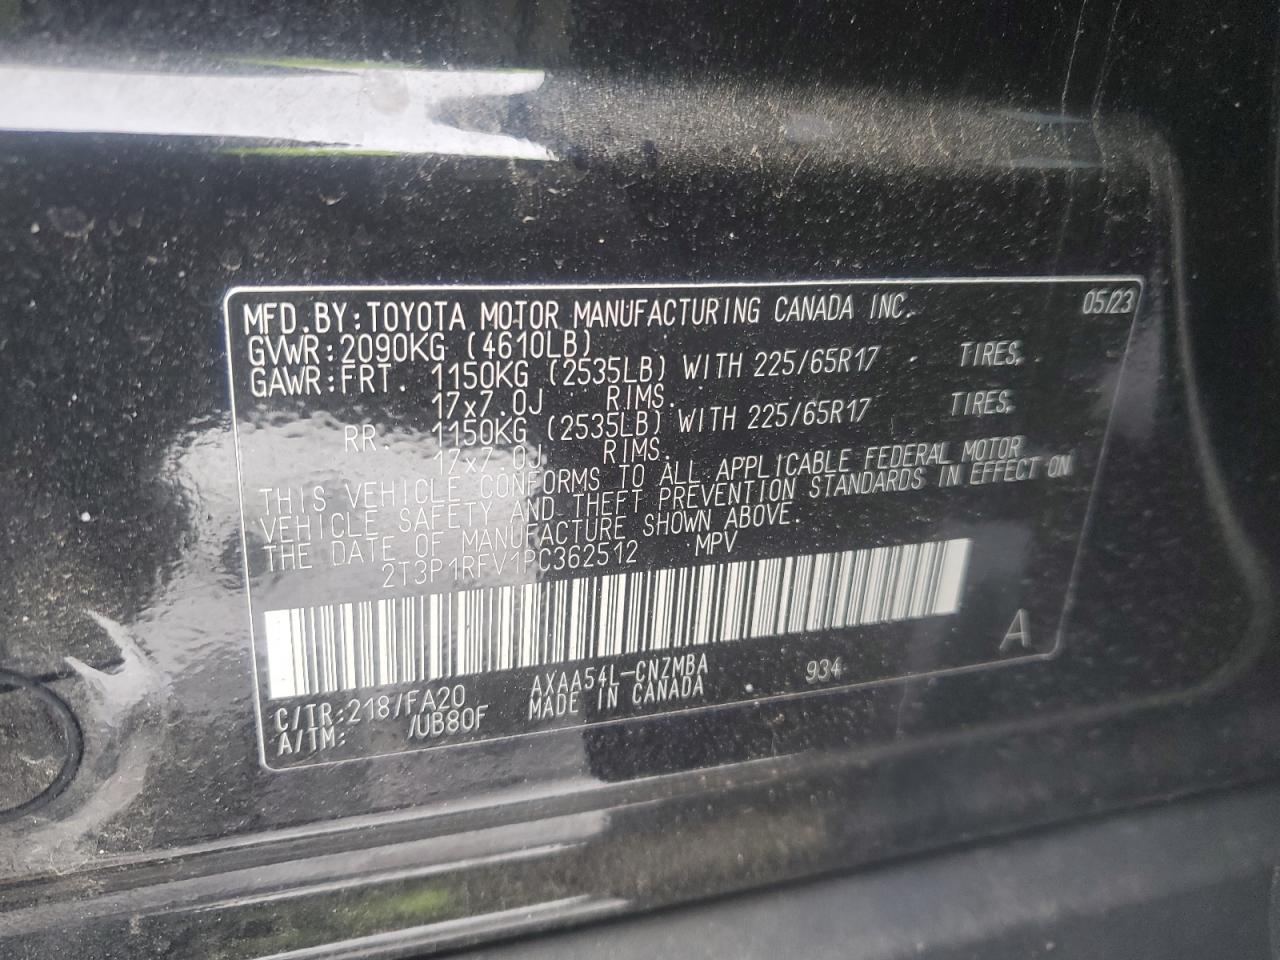 MFD.BY:TOYOTA MOTOR MANUFACTURING CANADA INC. 05/23
GVWR:2090KG (4610LB)
GAWR:FRT. 1150KG (2535LB) WITH 225/65R17 TIRES,
17x7.0J RIMS.
RR. 1150KG (2535LB) WITH 225/65R17 TIRES,
17x7.0J RIMS.
THIS VEHICLE CONFORMS TO ALL APPLICABLE FEDERAL MOTOR
VEHICLE SAFETY AND THEFT PREVENTION STANDARDS IN EFFECT ON
THE DATE OF MANUFACTURE SHOWN ABOVE.
2T3P1RFV1PC362512 MPV
A
C/TR:218/FA20 AXAA54L-CNZMBA 934
A/TM: /UB80F MADE IN CANADA